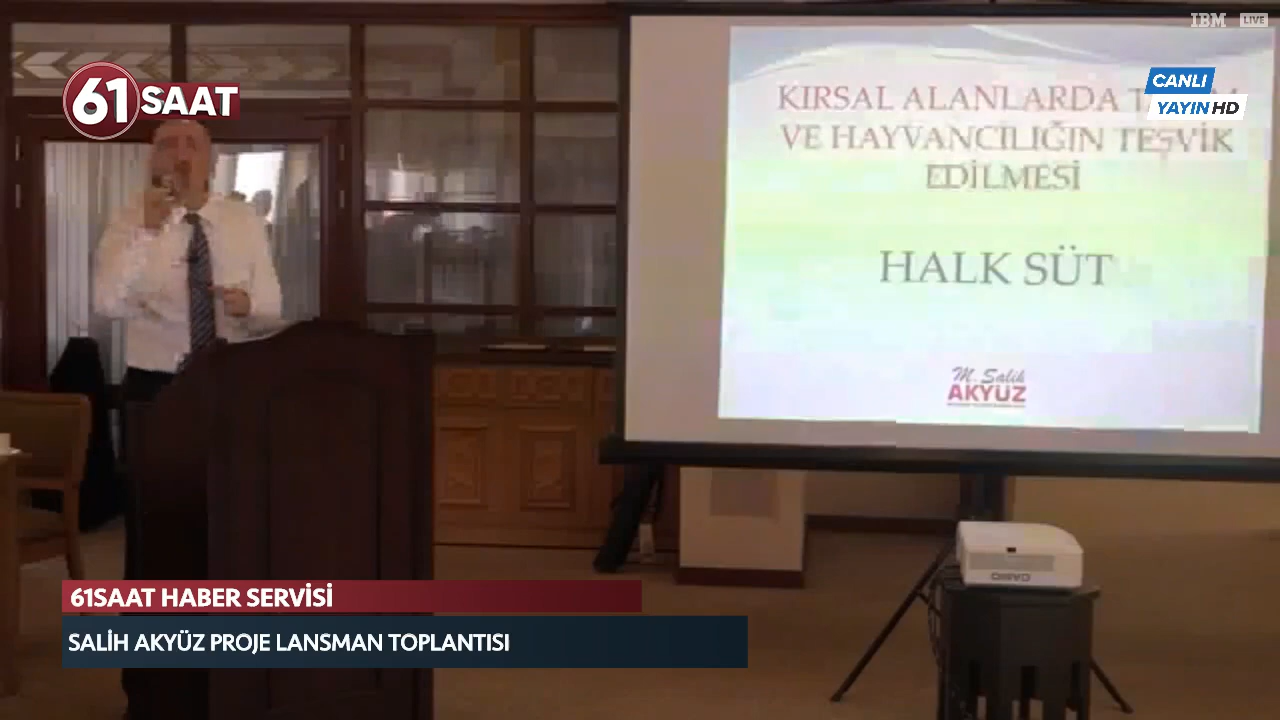 IBM LIVE
61SAAT
CANLI
YAYIN HD
KIRSAL ALANLARDA
VE HAYVANCILIĞIN TEŞVİK
EDİLMESİ
HALK SÜT
M. Salih
AKYÜZ
CASIO
61SAAT HABER SERVİSİ
SALİH AKYÜZ PROJE LANSMAN TOPLANTISI